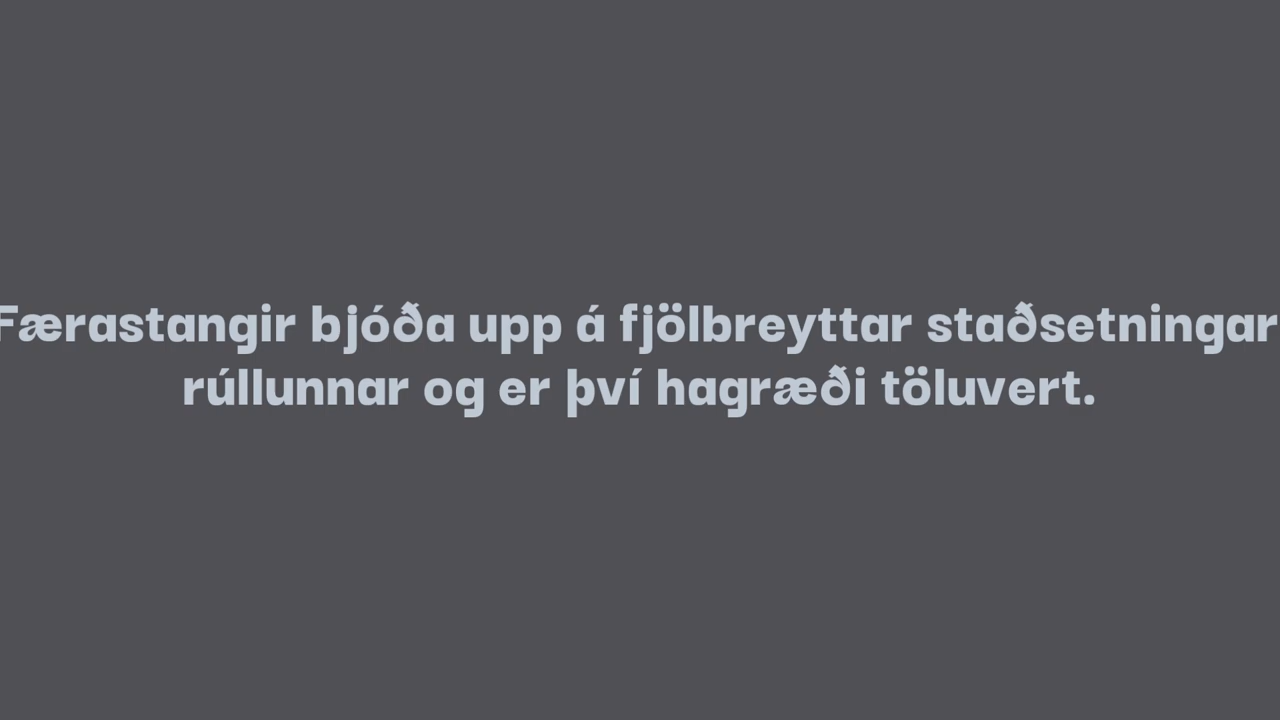 Færastangir bjóða upp á fjölbreyttar staðsetningar
rúllunnar og er því hagræði töluvert.